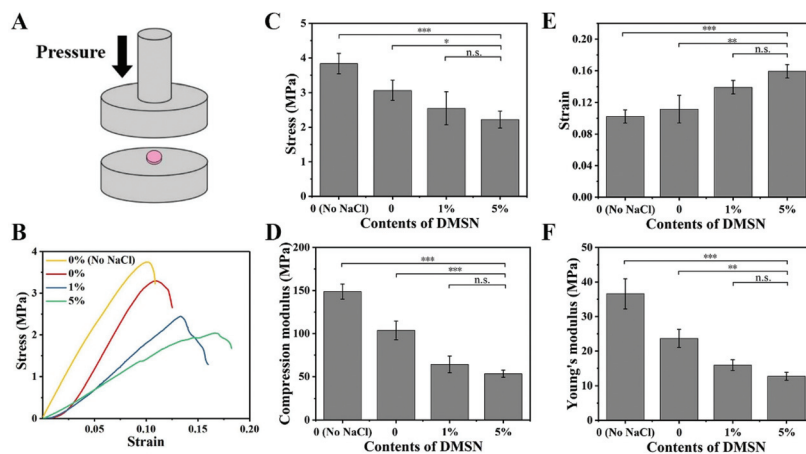 A
Pressure
B
4
3
2
1
0
0% (No NaCl)
0%
1%
5%
Stress (MPa)
0.05
0.10
0.15
0.20
Strain
C
5
4
3
2
1
0
Stress (MPa)
***
*
n.s.
0 (No NaCl)
0
1%
5%
Contents of DMSN
D
200
150
100
50
0
Compression modulus (MPa)
***
***
n.s.
0 (No NaCl)
0
1%
5%
Contents of DMSN
E
0.20
0.16
0.12
0.08
0.04
0.00
Strain
***
**
n.s.
0 (No NaCl)
0
1%
5%
Contents of DMSN
F
50
40
30
20
10
0
Young's modulus (MPa)
***
**
n.s.
0 (No NaCl)
0
1%
5%
Contents of DMSN